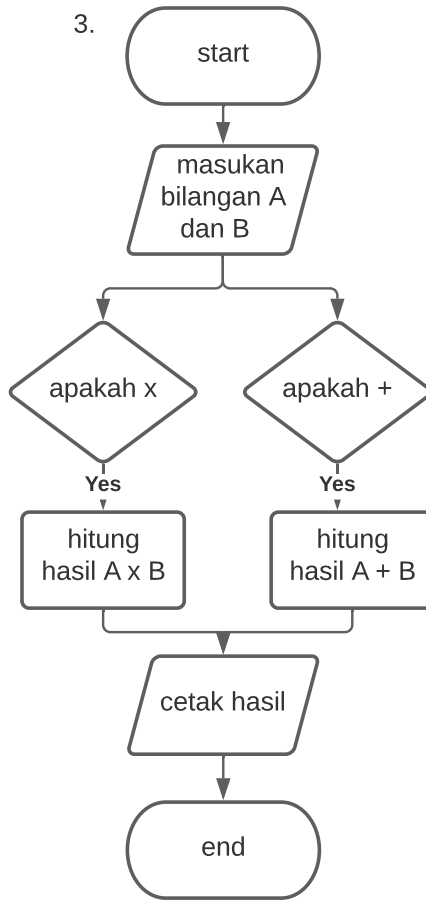 3.
start
masukan
bilangan A
dan B
apakah x
apakah +
Yes
Yes
hitung
hasil A x B
hitung
hasil A + B
cetak hasil
end